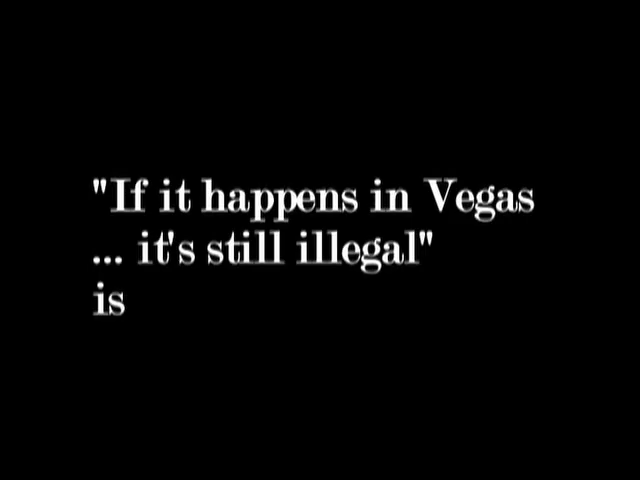 "If it happens in Vegas
... it's still illegal"
is